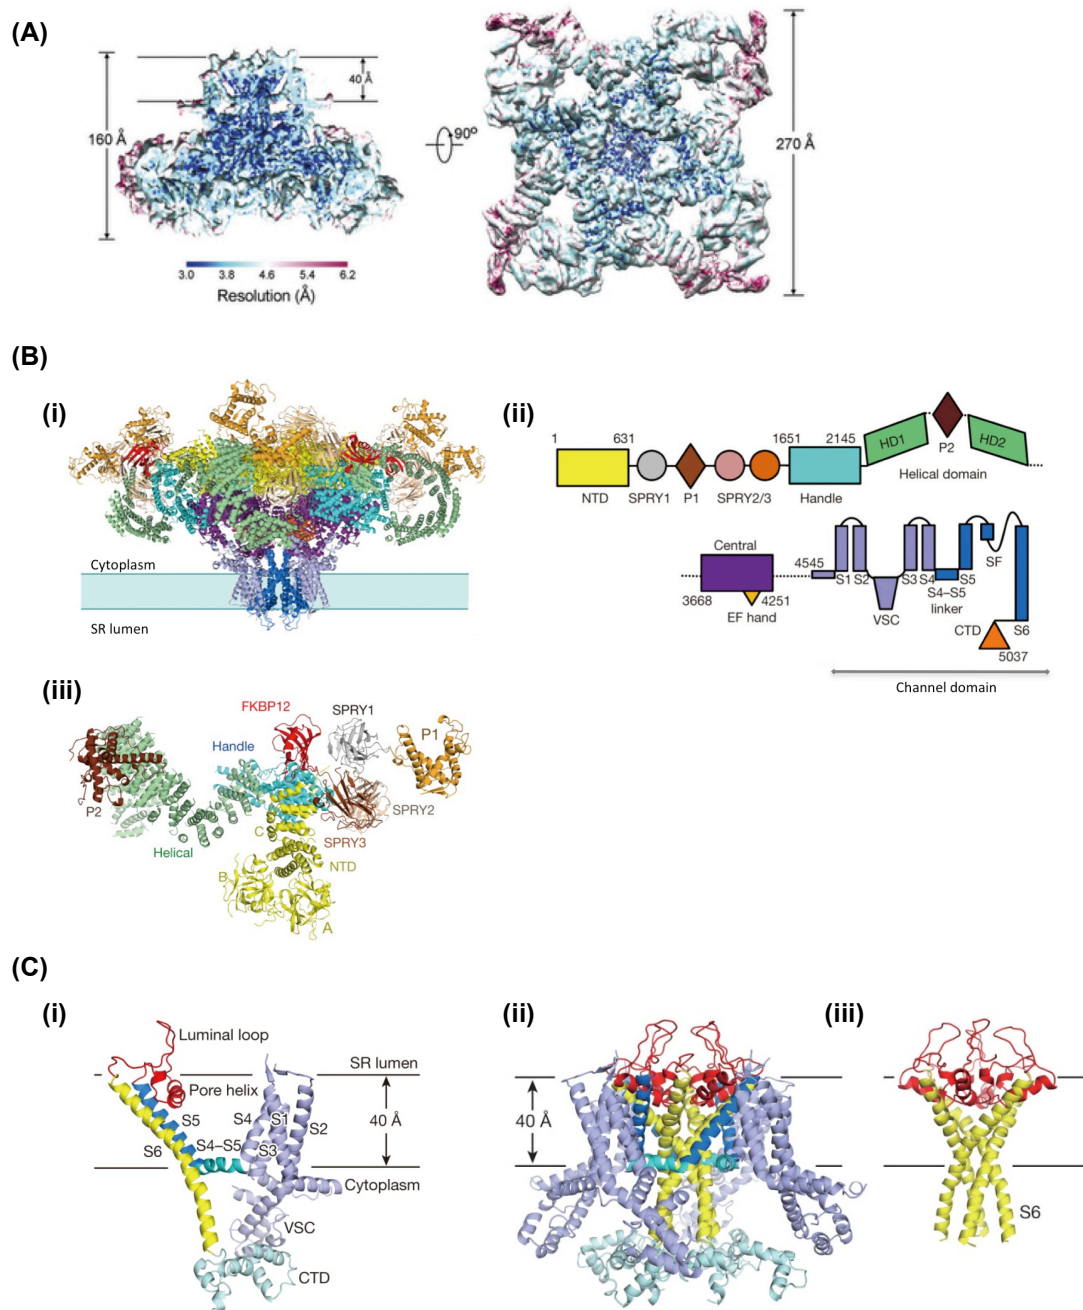 (A)
160 Å
40 Å
90º
270 Å
3.0 3.8 4.6 5.4 6.2
Resolution (Å)
(B)
(i)
Cytoplasm
SR lumen
(ii)
1 631 1651 2145
HD1 P2 HD2
NTD SPRY1 P1 SPRY2/3 Handle
Helical domain
Central
3668 4251
EF hand
4545
S1 S2 S3 S4 S5 SF
VSC
S4–S5
linker
CTD S6
5037
Channel domain
(iii)
FKBP12
SPRY1
P1
Handle
P2
SPRY2
SPRY3
Helical
C
NTD
B
A
(C)
(i)
Luminal loop
SR lumen
Pore helix
S5
S4
S1
S2
40 Å
S6
S4–S5
S3
Cytoplasm
VSC
CTD
(ii)
40 Å
(iii)
S6